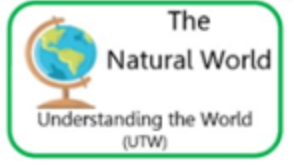 The
Natural World
Understanding the World
(UTW)